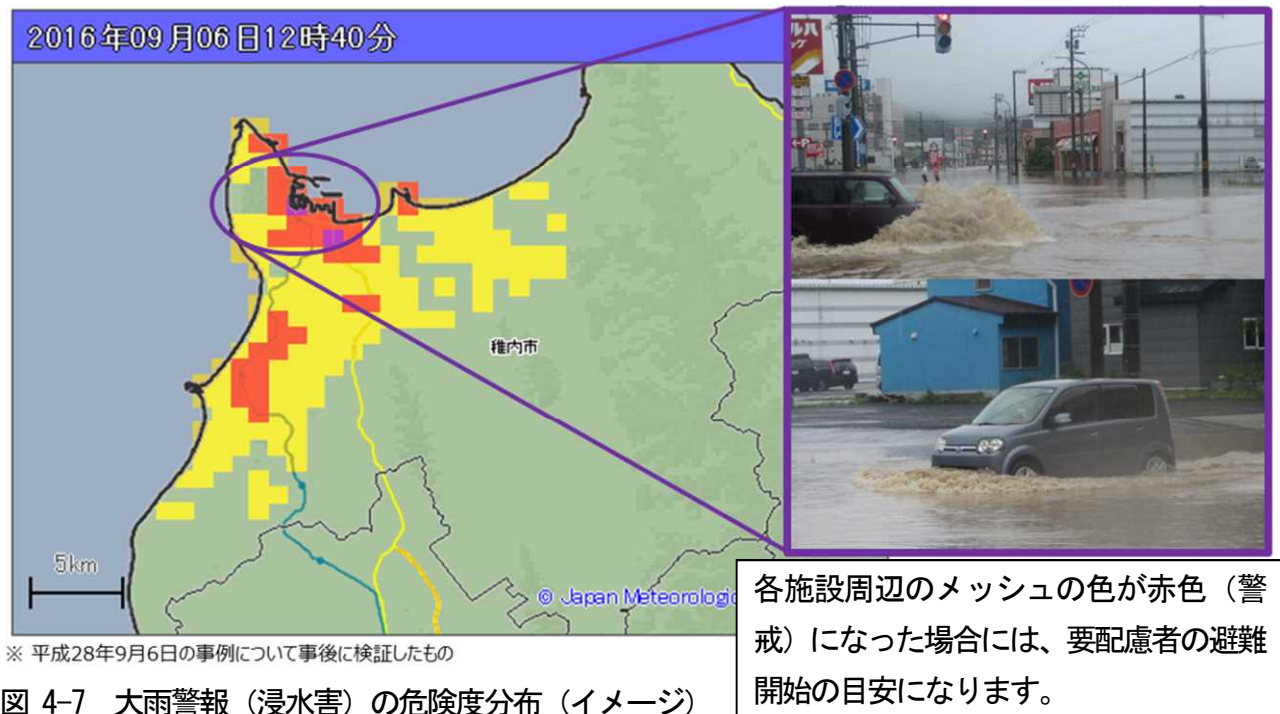 2016年09月06日12時40分
稚内市
5km
© Japan Meteorologic
※ 平成28年9月6日の事例について事後に検証したもの
図 4-7 大雨警報（浸水害）の危険度分布（イメージ）
各施設周辺のメッシュの色が赤色（警
戒）になった場合には、要配慮者の避難
開始の目安になります。